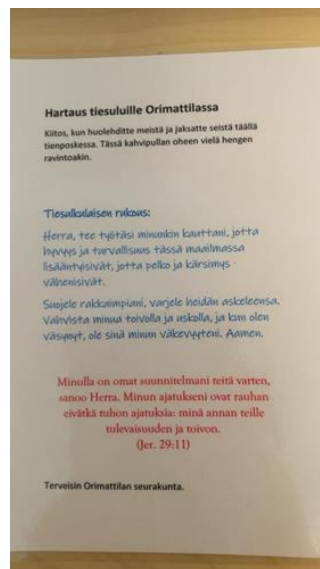 Hartaus tiesuluille Orimattilassa
Kiitos, kun huolehditte meistä ja jaksatte seistä täällä
tienposkessa. Tässä kahvipullan oheen vielä hengen
ravintoakin.
Tiesulkulaisen rukous:
Herra, tee työtäsi minunkin kauttani, jotta
hyvyys ja turvallisuus tässä maailmassa
lisääntyisivät, jotta pelko ja kärsimys
vähenisivät.
Suojele rakkaimpiani, varjele heidän askeleensa.
Vahvista minua toivolla ja uskolla, ja kun olen
väsynyt, ole sinä minun väkevyyteni. Aamen.
Minulla on omat suunnitelmani teitä varten,
sanoo Herra. Minun ajatukseni ovat rauhan
eivätkä tuhon ajatuksia: minä annan teille
tulevaisuuden ja toivon.
(Jer. 29:11)
Terveisin Orimattilan seurakunta.